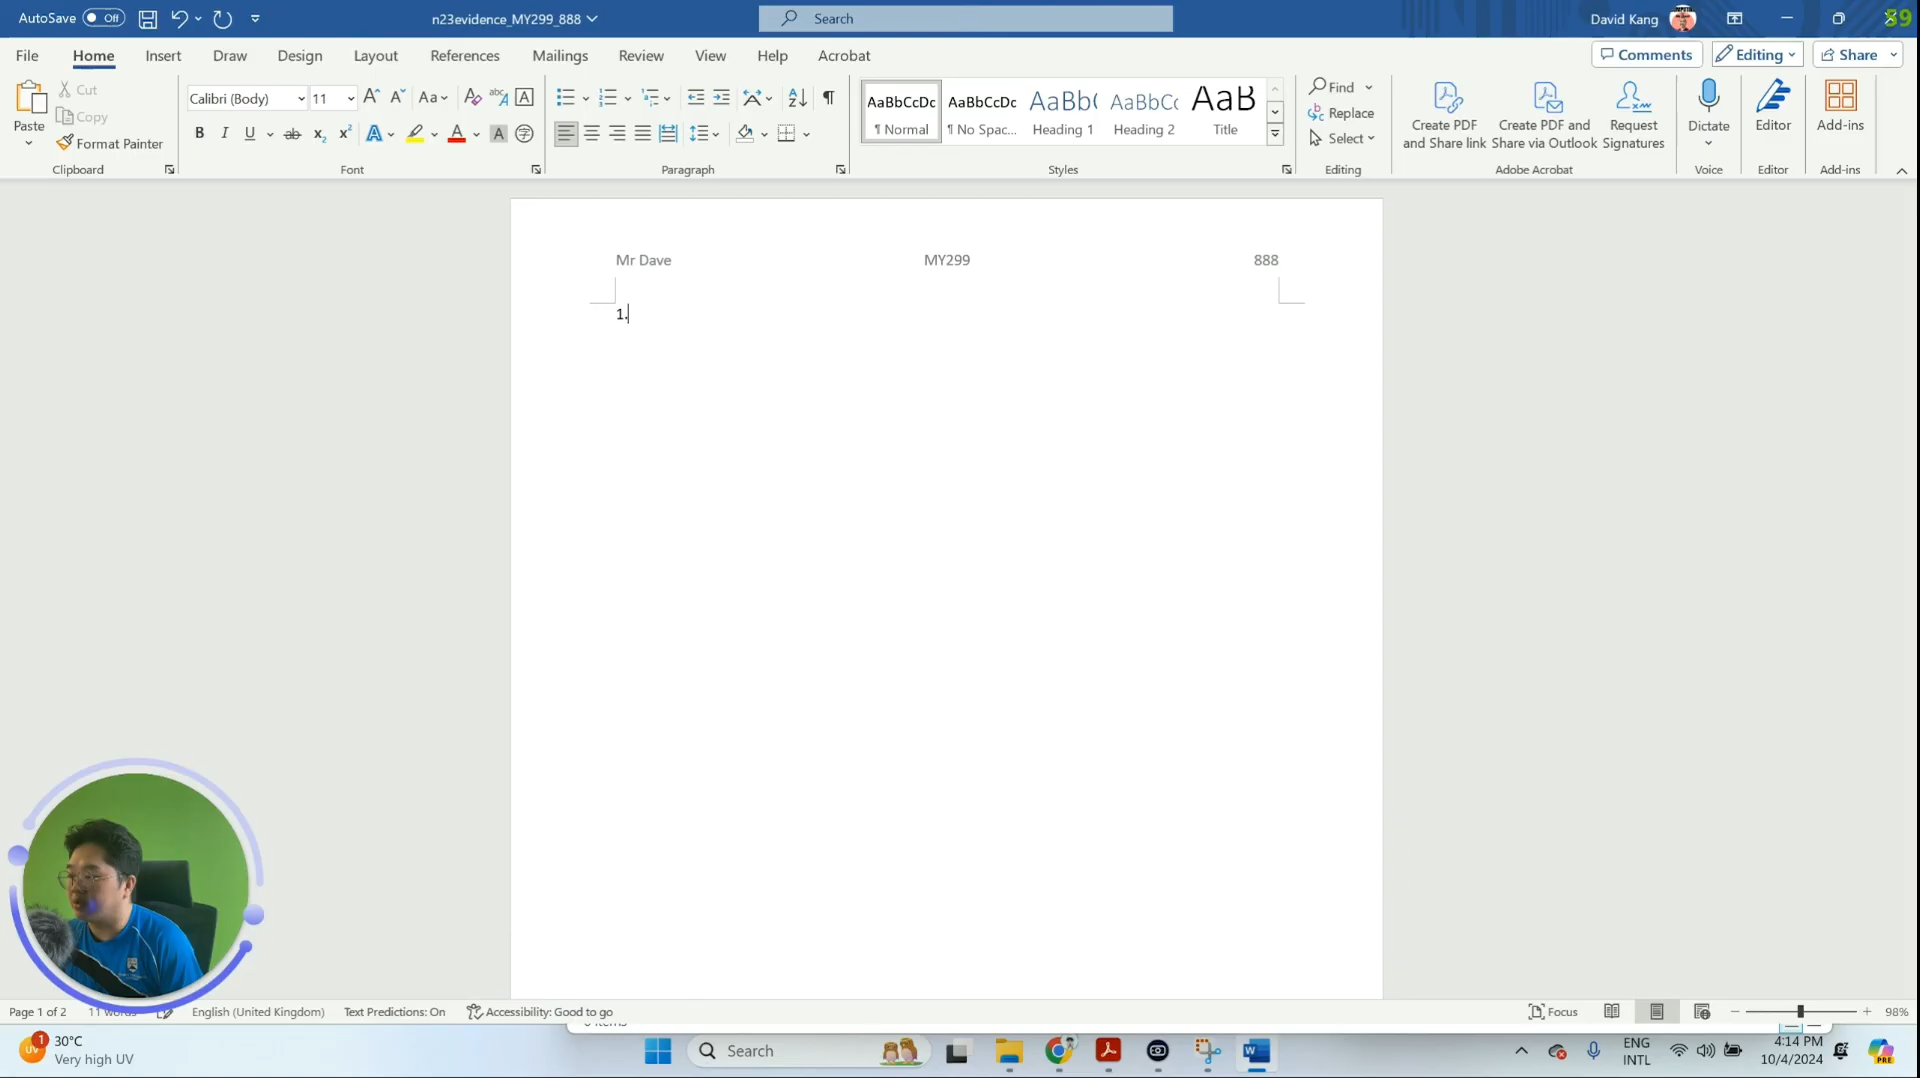 AutoSave Off n23evidence_MY299_888 Search David Kang 59
File Home Insert Draw Design Layout References Mailings Review View Help Acrobat Comments Editing Share
Paste Cut Copy Format Painter Clipboard
Calibri (Body) 11 Aa Font
Paragraph
AaBbCcDc AaBbCcDc AaBb( AaBbCc AaB
¶ Normal ¶ No Spac... Heading 1 Heading 2 Title
Styles
Find Replace Select Editing
Create PDF and Share link
Create PDF and Share via Outlook
Request Signatures
Adobe Acrobat
Dictate Voice
Editor Editor
Add-ins Add-ins
Mr Dave MY299 888
1.
Page 1 of 2 11 words English (United Kingdom) Text Predictions: On Accessibility: Good to go Focus 98%
30°C
Very high UV
Search
ENG
INTL
4:14 PM
10/4/2024